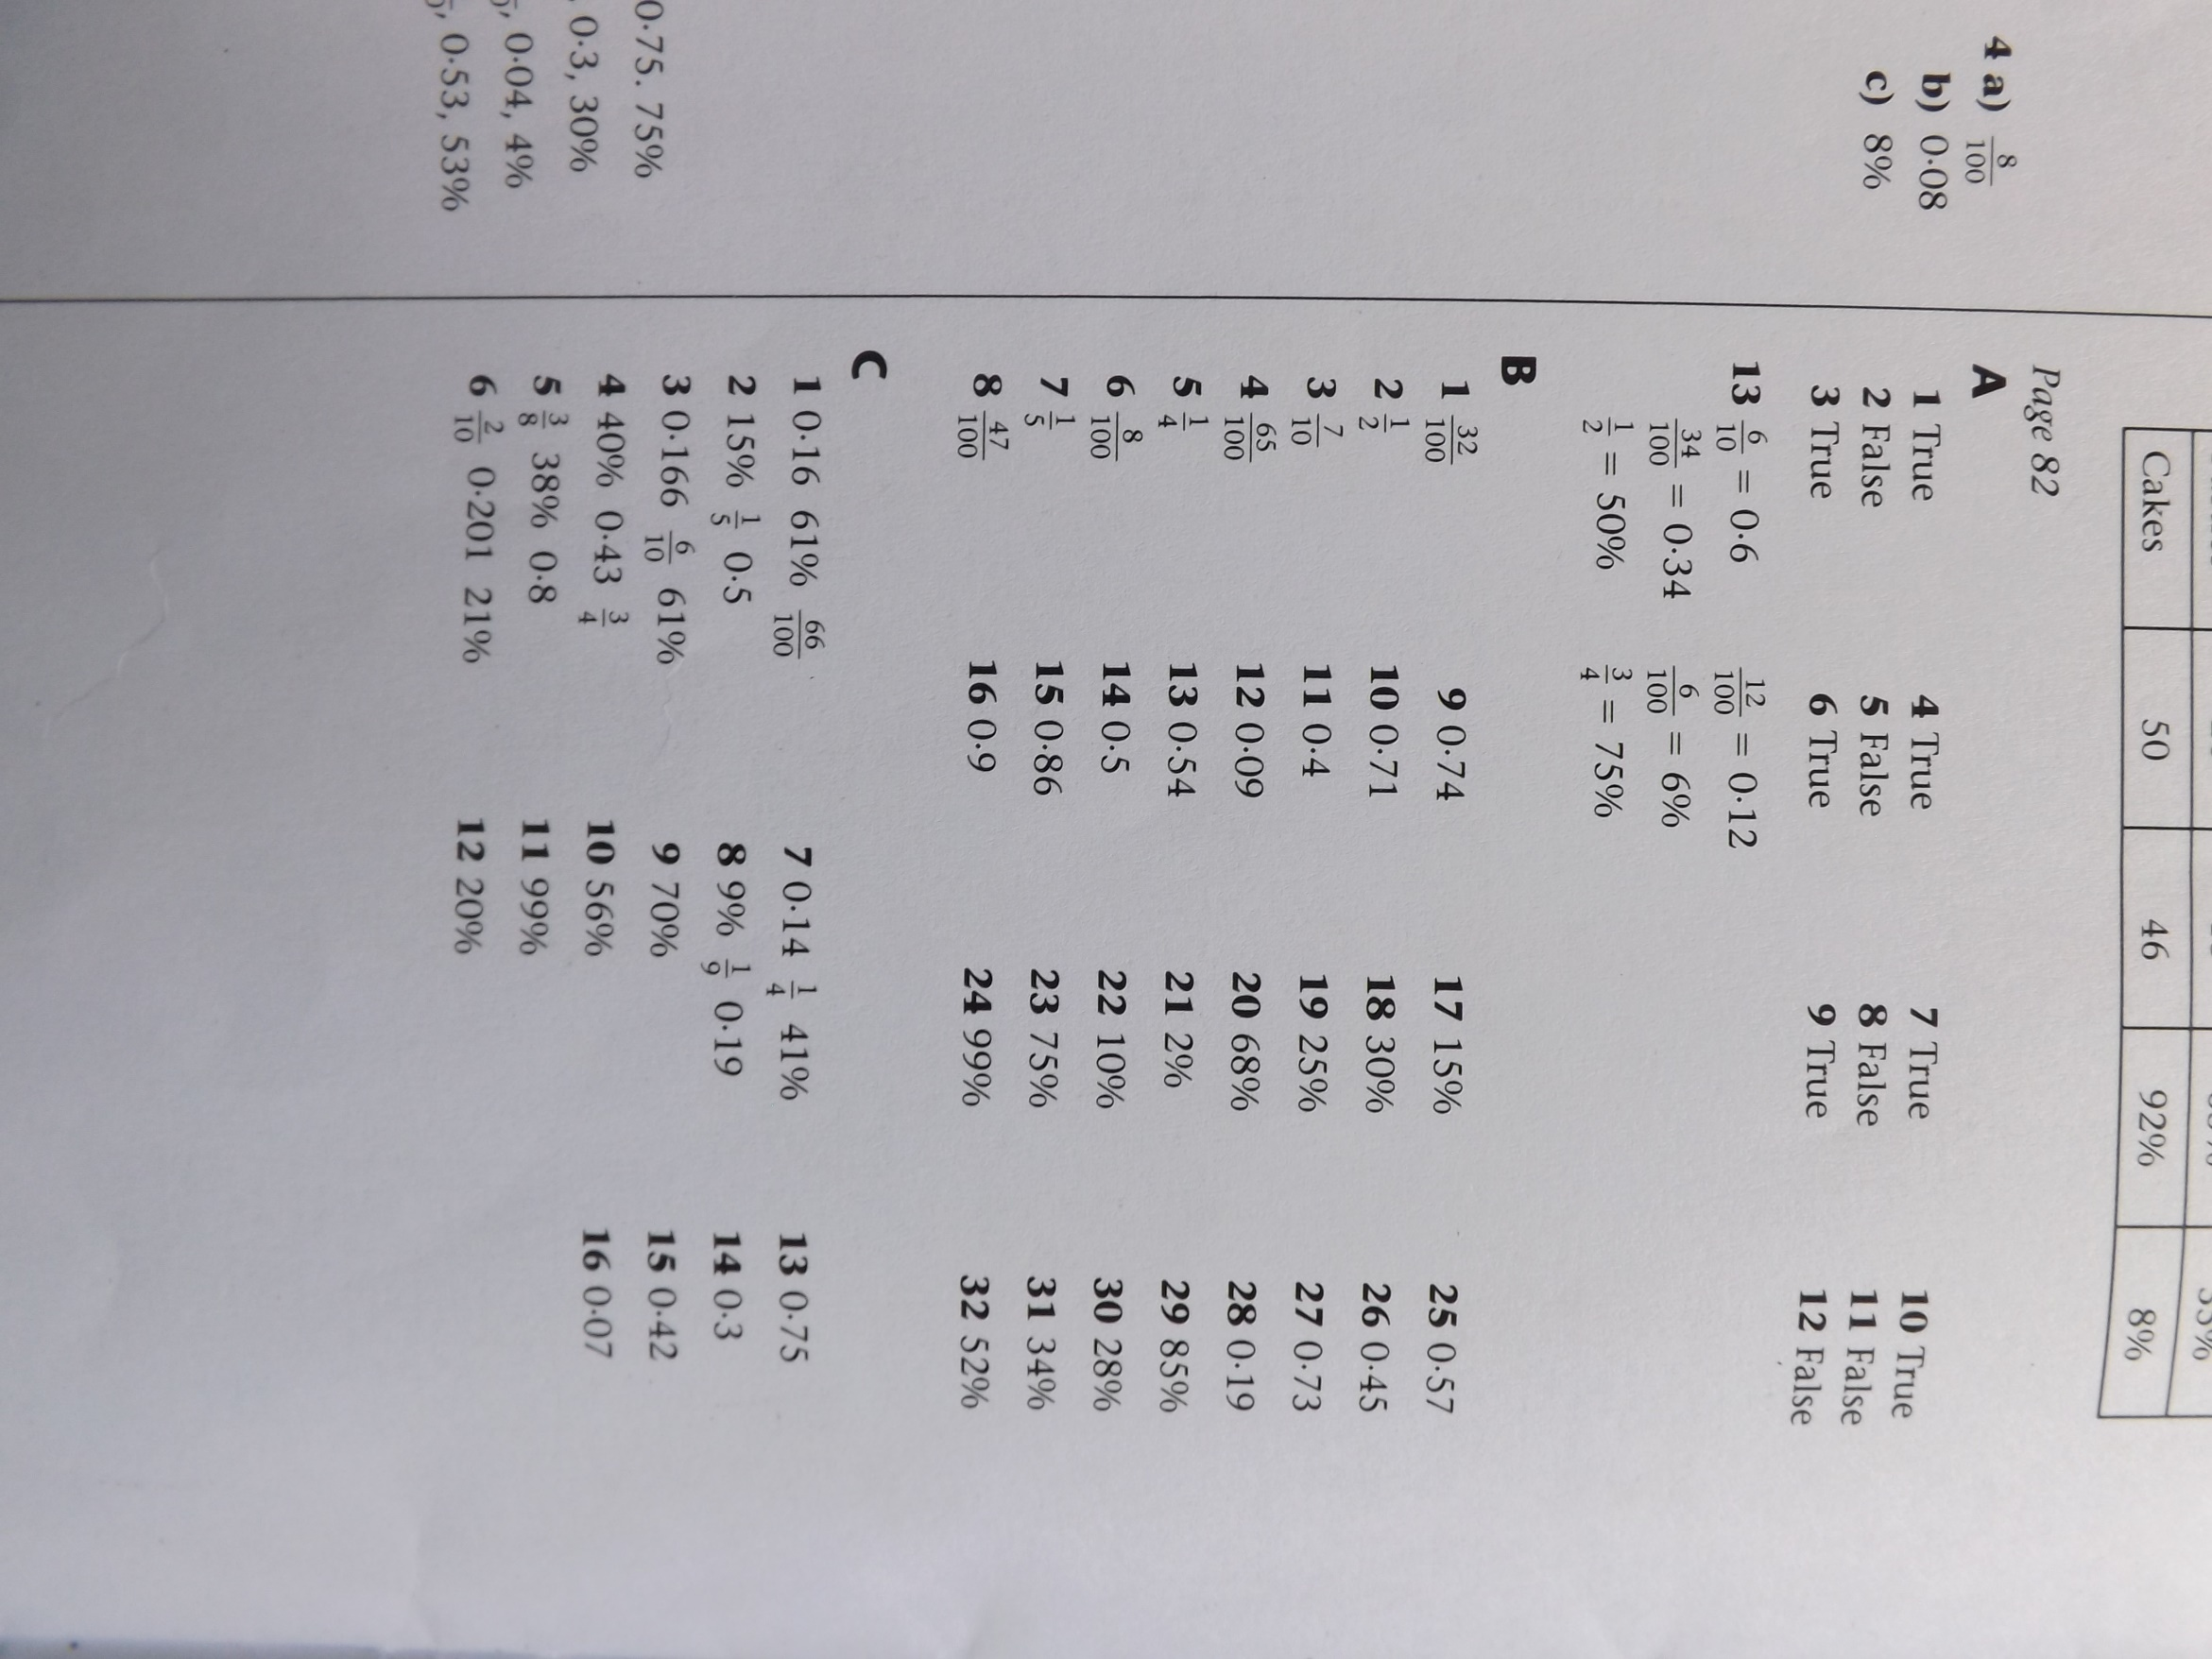 4 a) 8/100
b) 0·08
c) 8%
0·75. 75%
, 0·3, 30%
, 0·04, 4%
, 0·53, 53%
Cakes 50 46 92% 8%
Page 82
A
1 True 4 True 7 True 10 True
2 False 5 False 8 False 11 False
3 True 6 True 9 True 12 False
13 6/10 = 0·6 12/100 = 0·12
34/100 = 0·34 6/100 = 6%
1/2 = 50% 3/4 = 75%
B
1 32/100 9 0·74 17 15% 25 0·57
2 1/2 10 0·71 18 30% 26 0·45
3 7/10 11 0·4 19 25% 27 0·73
4 65/100 12 0·09 20 68% 28 0·19
5 1/4 13 0·54 21 2% 29 85%
6 8/100 14 0·5 22 10% 30 28%
7 1/5 15 0·86 23 75% 31 34%
8 47/100 16 0·9 24 99% 32 52%
C
1 0·16 61% 66/100 7 0·14 1/4 41% 13 0·75
2 15% 1/5 0·5 8 9% 1/9 0·19 14 0·3
3 0·166 6/10 61% 9 70% 15 0·42
4 40% 0·43 3/4 10 56% 16 0·07
5 3/8 38% 0·8 11 99%
6 2/10 0·201 21% 12 20%